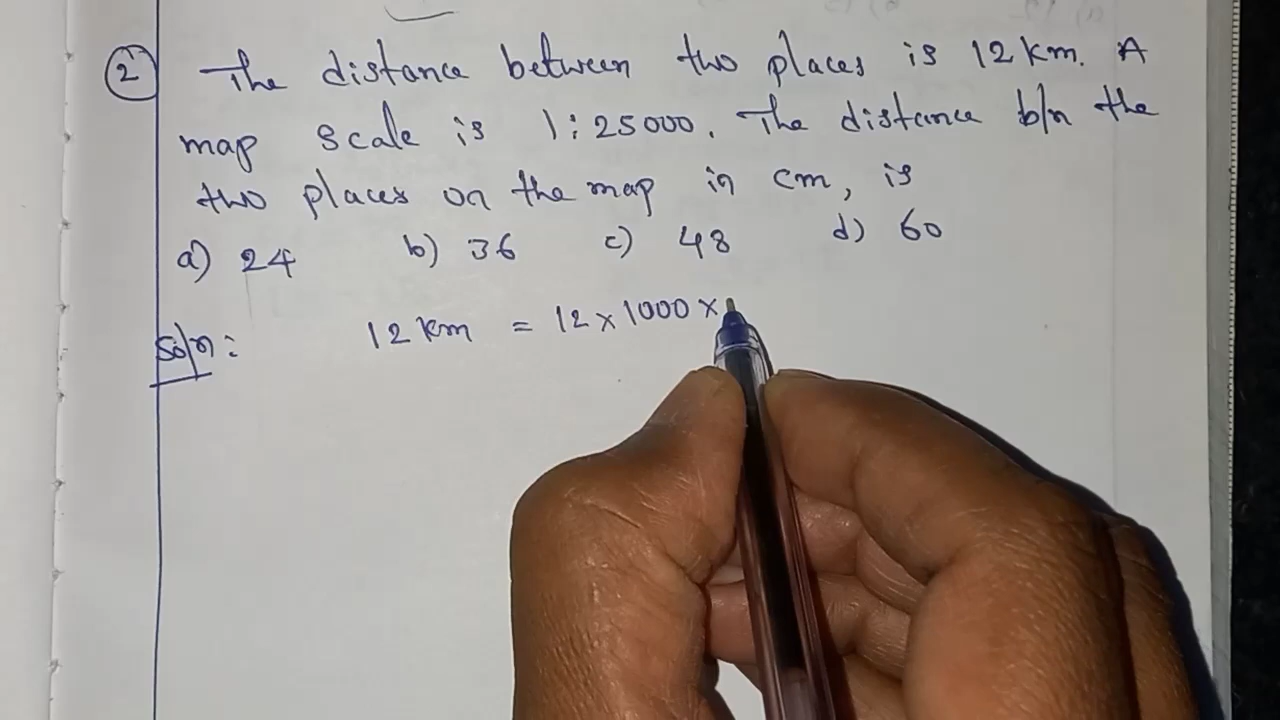 2 The distance between two places is 12 km. A
map scale is 1:25000. The distance b/n the
two places on the map in cm, is
a) 24 b) 36 c) 48 d) 60
Soln: 12 km = 12 × 1000 ×